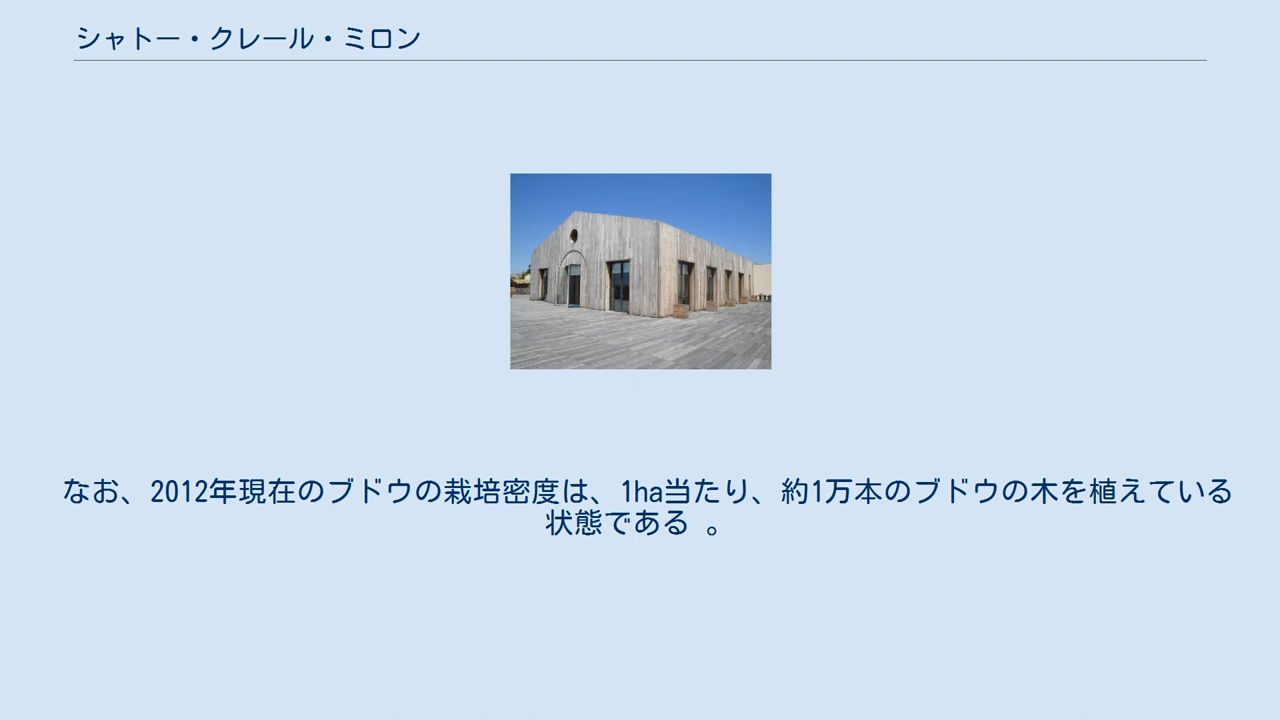 シャトー・クレール・ミロン
なお、2012年現在のブドウの栽培密度は、1ha当たり、約1万本のブドウの木を植えている
状態である 。